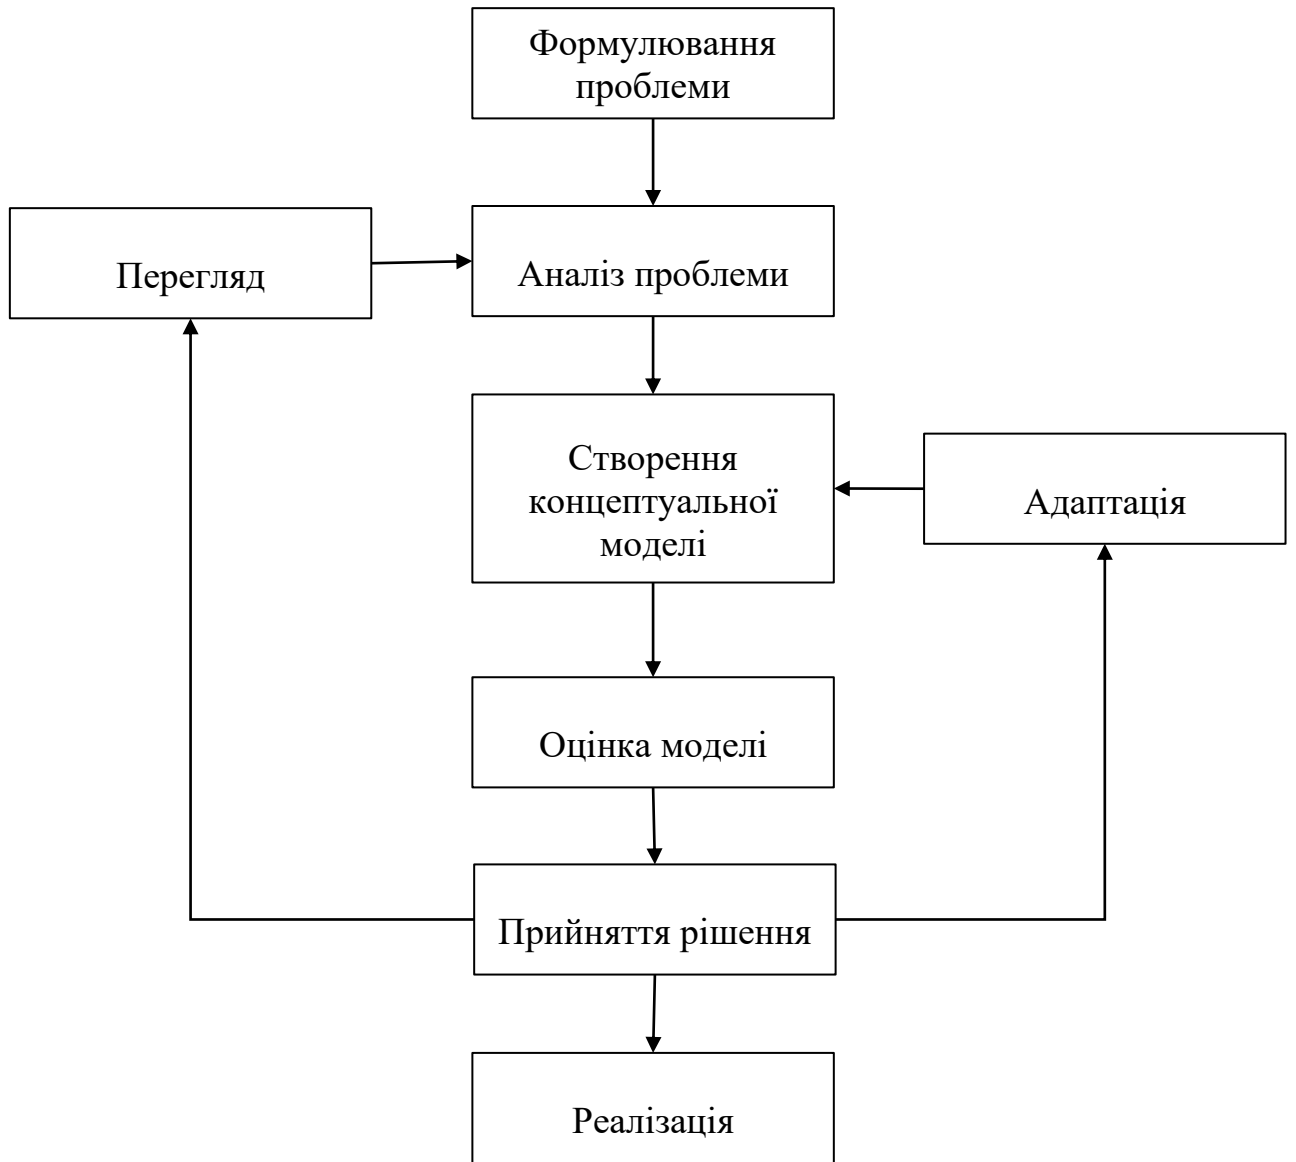 Формулювання
проблеми
Перегляд
Аналіз проблеми
Створення
концептуальної
моделі
Адаптація
Оцінка моделі
Прийняття рішення
Реалізація